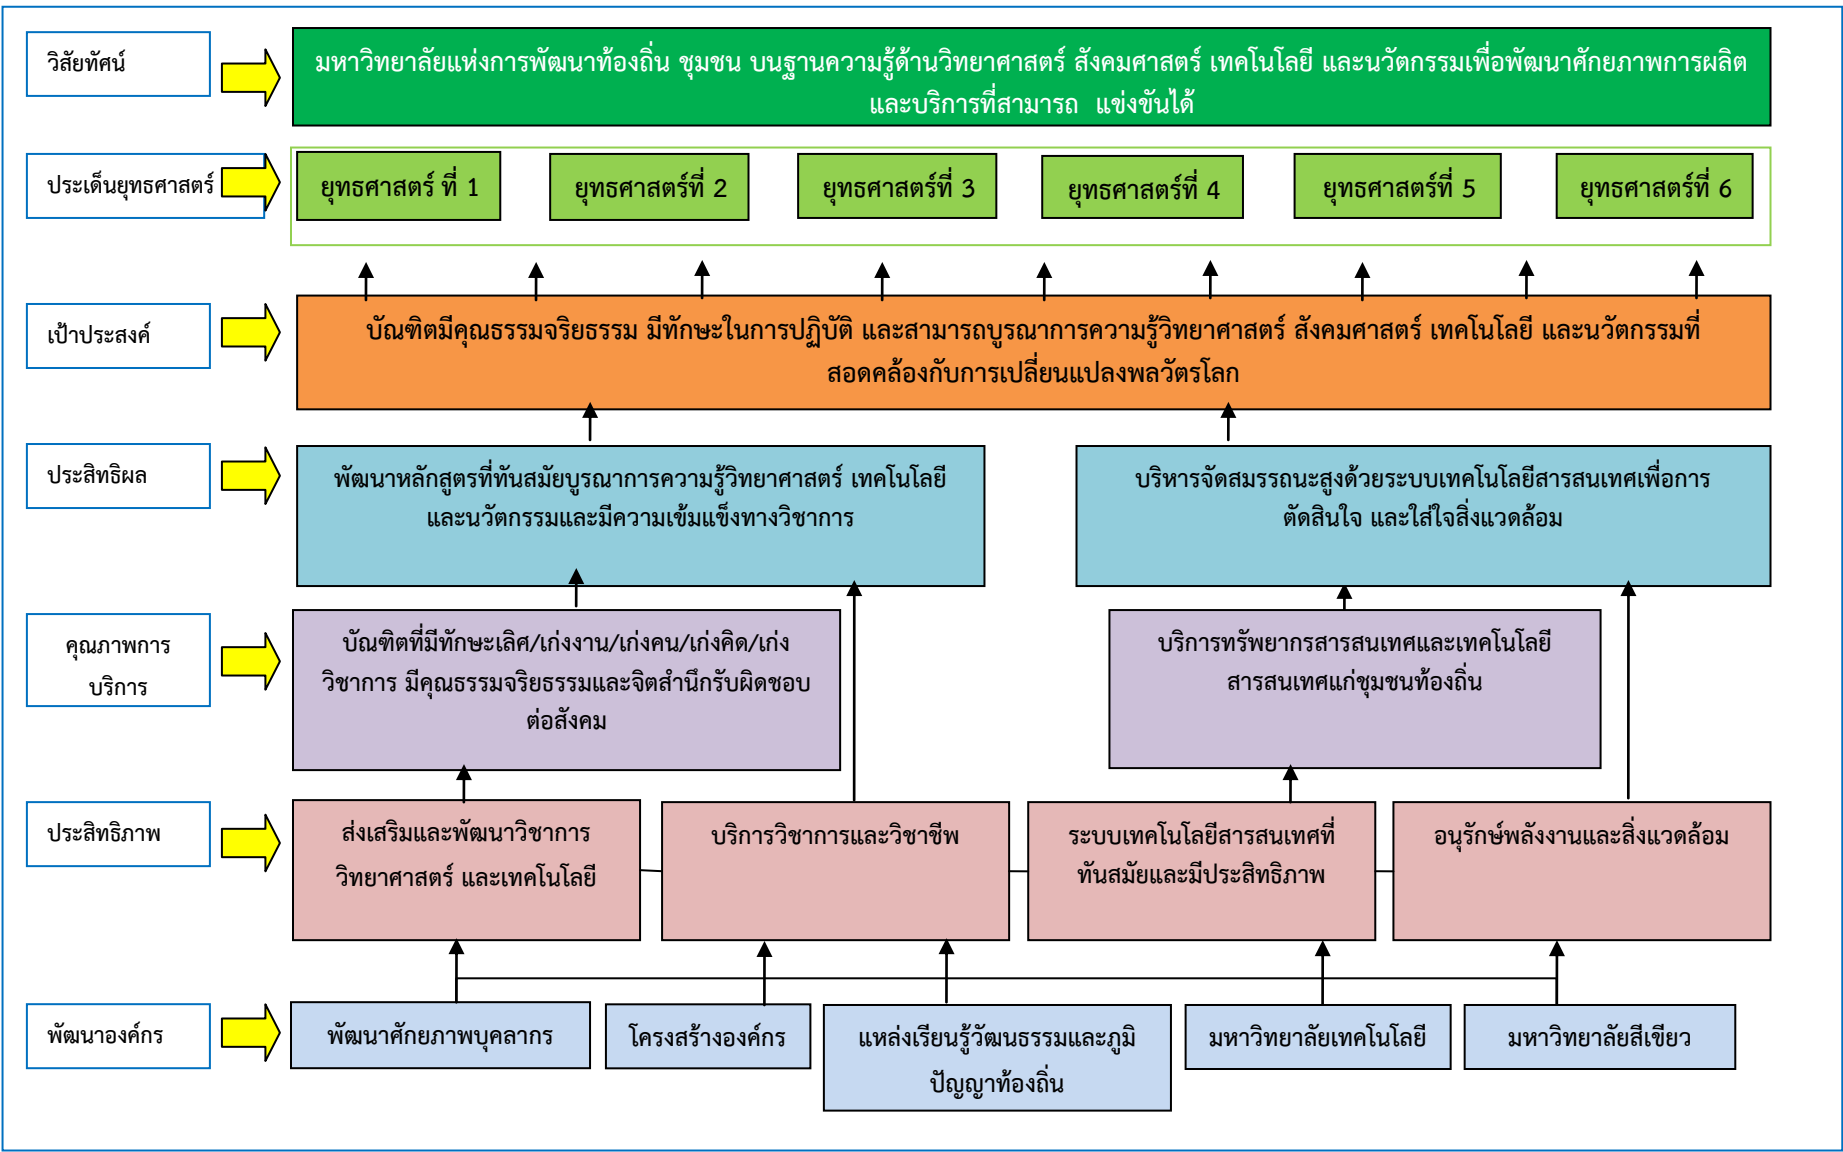 วิสัยทัศน์
มหาวิทยาลัยแห่งการพัฒนาท้องถิ่น ชุมชน บนฐานความรู้ด้านวิทยาศาสตร์ สังคมศาสตร์ เทคโนโลยี และนวัตกรรมเพื่อพัฒนาศักยภาพการผลิต
และบริการที่สามารถ แข่งขันได้
ประเด็นยุทธศาสตร์
ยุทธศาสตร์ ที่ 1
ยุทธศาสตร์ที่ 2
ยุทธศาสตร์ที่ 3
ยุทธศาสตร์ที่ 4
ยุทธศาสตร์ที่ 5
ยุทธศาสตร์ที่ 6
เป้าประสงค์
บัณฑิตมีคุณธรรมจริยธรรม มีทักษะในการปฏิบัติ และสามารถบูรณาการความรู้วิทยาศาสตร์ สังคมศาสตร์ เทคโนโลยี และนวัตกรรมที่
สอดคล้องกับการเปลี่ยนแปลงพลวัตรโลก
ประสิทธิผล
พัฒนาหลักสูตรที่ทันสมัยบูรณาการความรู้วิทยาศาสตร์ เทคโนโลยี
และนวัตกรรมและมีความเข้มแข็งทางวิชาการ
บริหารจัดสมรรถนะสูงด้วยระบบเทคโนโลยีสารสนเทศเพื่อการ
ตัดสินใจ และใส่ใจสิ่งแวดล้อม
คุณภาพการ
บริการ
บัณฑิตที่มีทักษะเลิศ/เก่งงาน/เก่งคน/เก่งคิด/เก่ง
วิชาการ มีคุณธรรมจริยธรรมและจิตสำนึกรับผิดชอบ
ต่อสังคม
บริการทรัพยากรสารสนเทศและเทคโนโลยี
สารสนเทศแก่ชุมชนท้องถิ่น
ประสิทธิภาพ
ส่งเสริมและพัฒนาวิชาการ
วิทยาศาสตร์ และเทคโนโลยี
บริการวิชาการและวิชาชีพ
ระบบเทคโนโลยีสารสนเทศที่
ทันสมัยและมีประสิทธิภาพ
อนุรักษ์พลังงานและสิ่งแวดล้อม
พัฒนาองค์กร
พัฒนาศักยภาพบุคลากร
โครงสร้างองค์กร
แหล่งเรียนรู้วัฒนธรรมและภูมิ
ปัญญาท้องถิ่น
มหาวิทยาลัยเทคโนโลยี
มหาวิทยาลัยสีเขียว